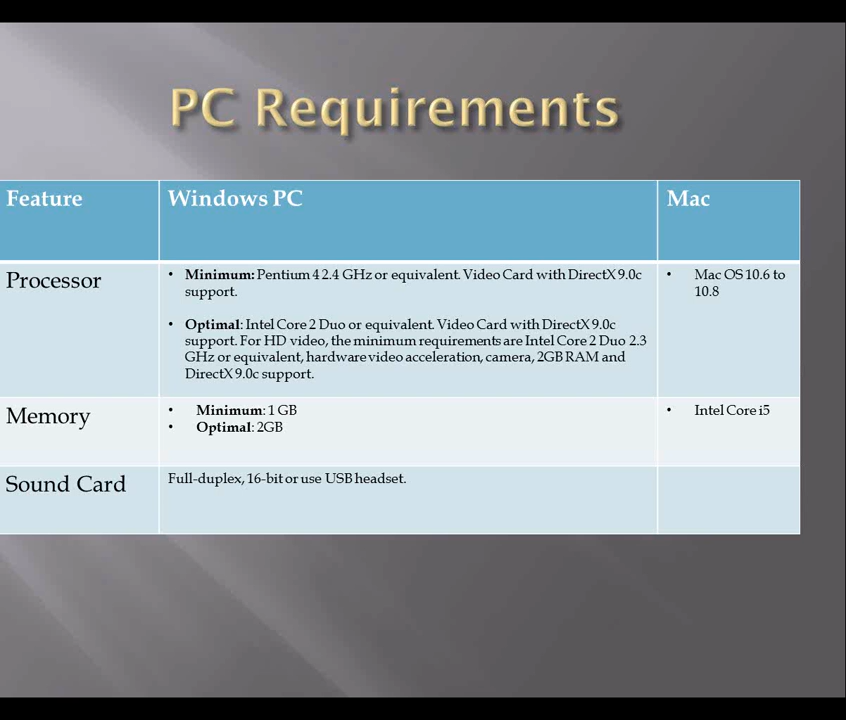 PC Requirements
Feature
Windows PC
Mac
Processor
• Minimum: Pentium 4 2.4 GHz or equivalent. Video Card with DirectX 9.0c
support.
• Optimal: Intel Core 2 Duo or equivalent. Video Card with DirectX 9.0c
support. For HD video, the minimum requirements are Intel Core 2 Duo 2.3
GHz or equivalent, hardware video acceleration, camera, 2GB RAM and
DirectX 9.0c support.
• Mac OS 10.6 to
10.8
Memory
• Minimum: 1 GB
• Optimal: 2GB
• Intel Core i5
Sound Card
Full-duplex, 16-bit or use USB headset.